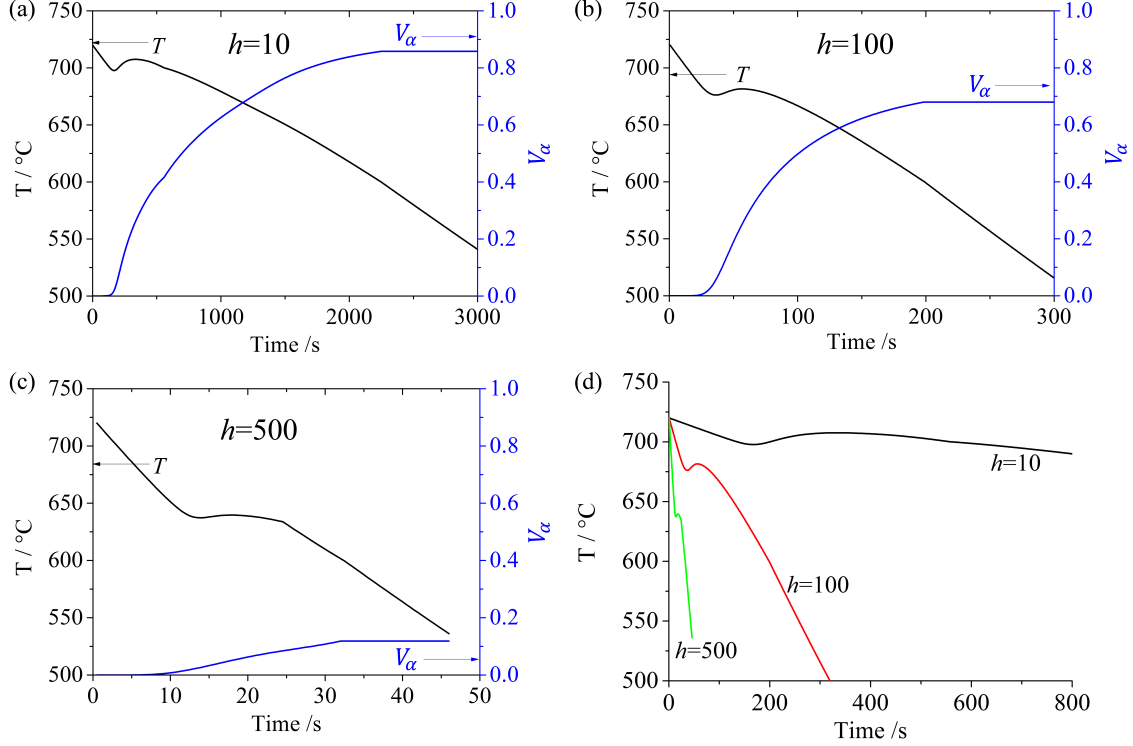 (a)
750
700
650
600
550
500
T / °C
0
1000
2000
3000
Time /s
1.0
0.8
0.6
0.4
0.2
0.0
Vα
T
h=10
Vα
(b)
750
700
650
600
550
500
T / °C
0
100
200
300
Time /s
1.0
0.8
0.6
0.4
0.2
0.0
Vα
T
h=100
Vα
(c)
750
700
650
600
550
500
T / °C
0
10
20
30
40
50
Time /s
1.0
0.8
0.6
0.4
0.2
0.0
Vα
T
h=500
Vα
(d)
750
700
650
600
550
500
T / °C
0
200
400
600
800
Time /s
h=10
h=100
h=500